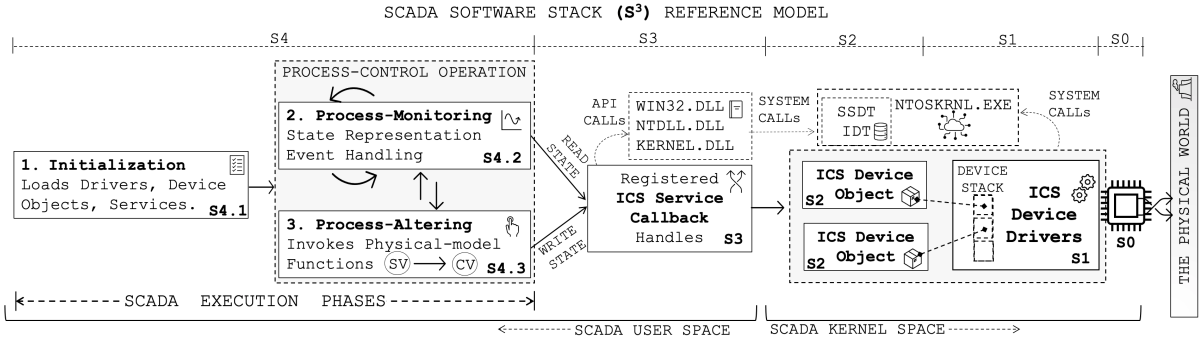 SCADA SOFTWARE STACK (S³) REFERENCE MODEL
S4
S3
S2
S1
S0
PROCESS-CONTROL OPERATION
2. Process-Monitoring
State Representation
Event Handling
S4.2
1. Initialization
Loads Drivers, Device
Objects, Services.
S4.1
3. Process-Altering
Invokes Physical-model
Functions
SV
CV
S4.3
READ
STATE
WRITE
STATE
API
CALLs
WIN32.DLL
NTDLL.DLL
KERNEL.DLL
Registered
ICS Service
Callback
Handles
S3
SYSTEM
CALLS
SSDT
IDT
NTOSKRNL.EXE
SYSTEM
CALLs
ICS Device
Object
S2
ICS Device
Object
S2
DEVICE
STACK
ICS
Device
Drivers
S1
S0
THE PHYSICAL WORLD
SCADA EXECUTION PHASES
SCADA USER SPACE
SCADA KERNEL SPACE